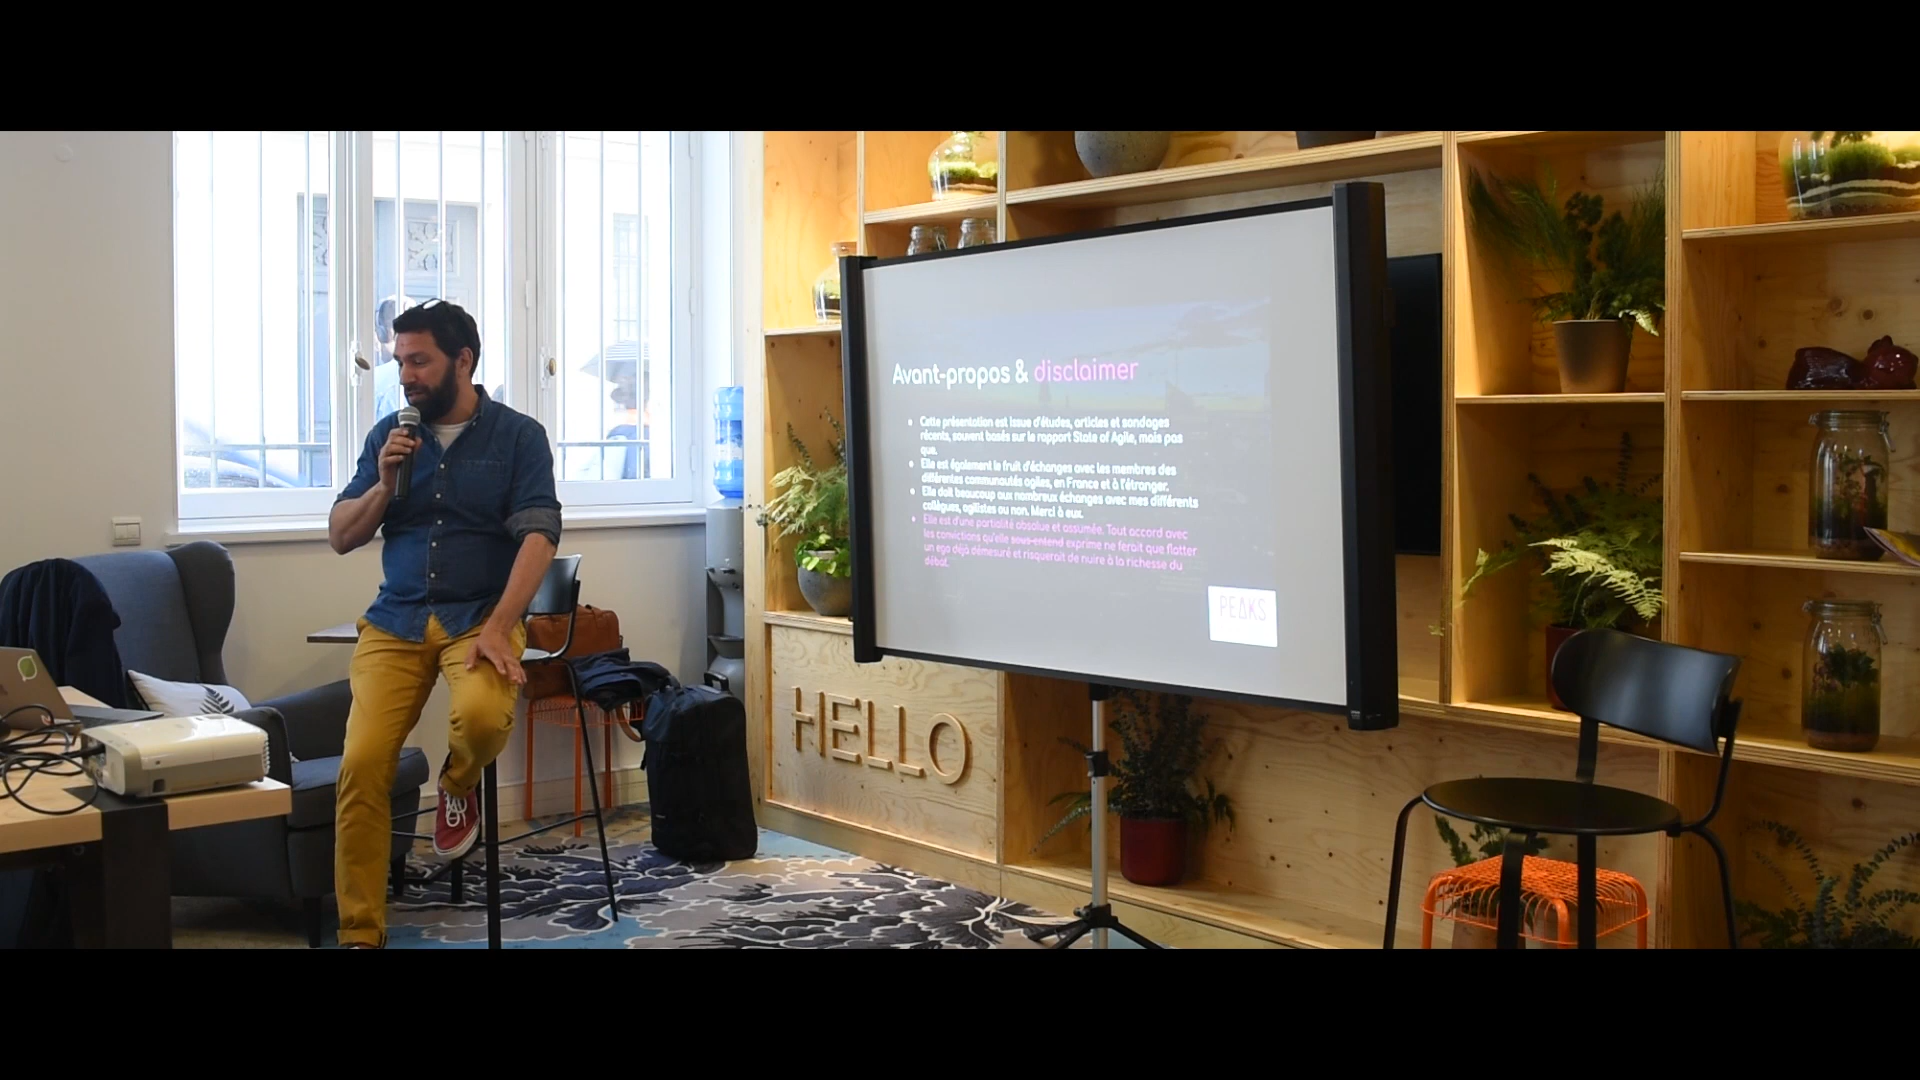 Avant-propos & disclaimer
Cette présentation est issue d'études, articles et sondages
récents, souvent basés sur le rapport State of Agile, mais pas
que.
Elle est également le fruit d'échanges avec les membres des
différentes communautés agiles, en France et à l'étranger.
Elle doit beaucoup aux nombreux échanges avec mes différents
collègues, agilistes ou non. Merci à eux.
Elle est d'une partialité absolue et assumée. Tout accord avec
les convictions qu'elle sous-entend exprime ne ferait que flatter
un ego déjà démesuré et risquerait de nuire à la richesse du
débat.
PEAKS
HELLO